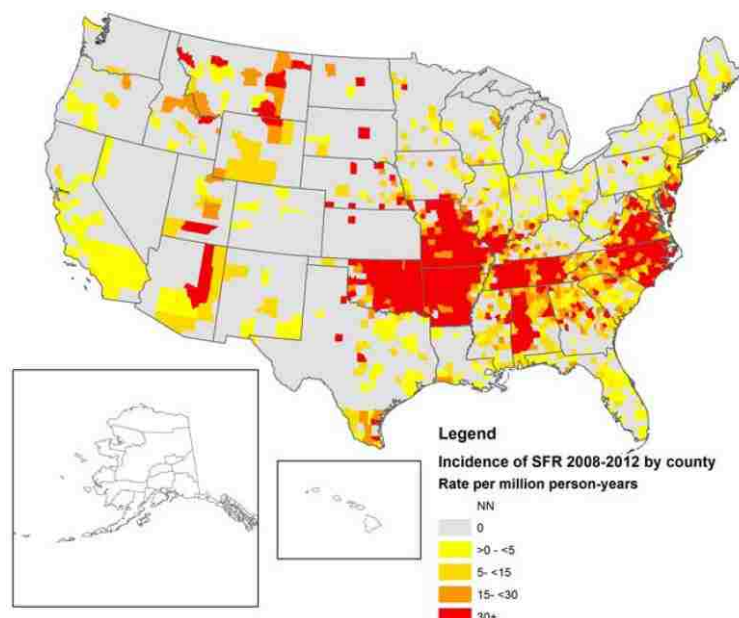 Legend
Incidence of SFR 2008-2012 by county
Rate per million person-years
NN
0
>0 - <5
5- <15
15- <30
30+